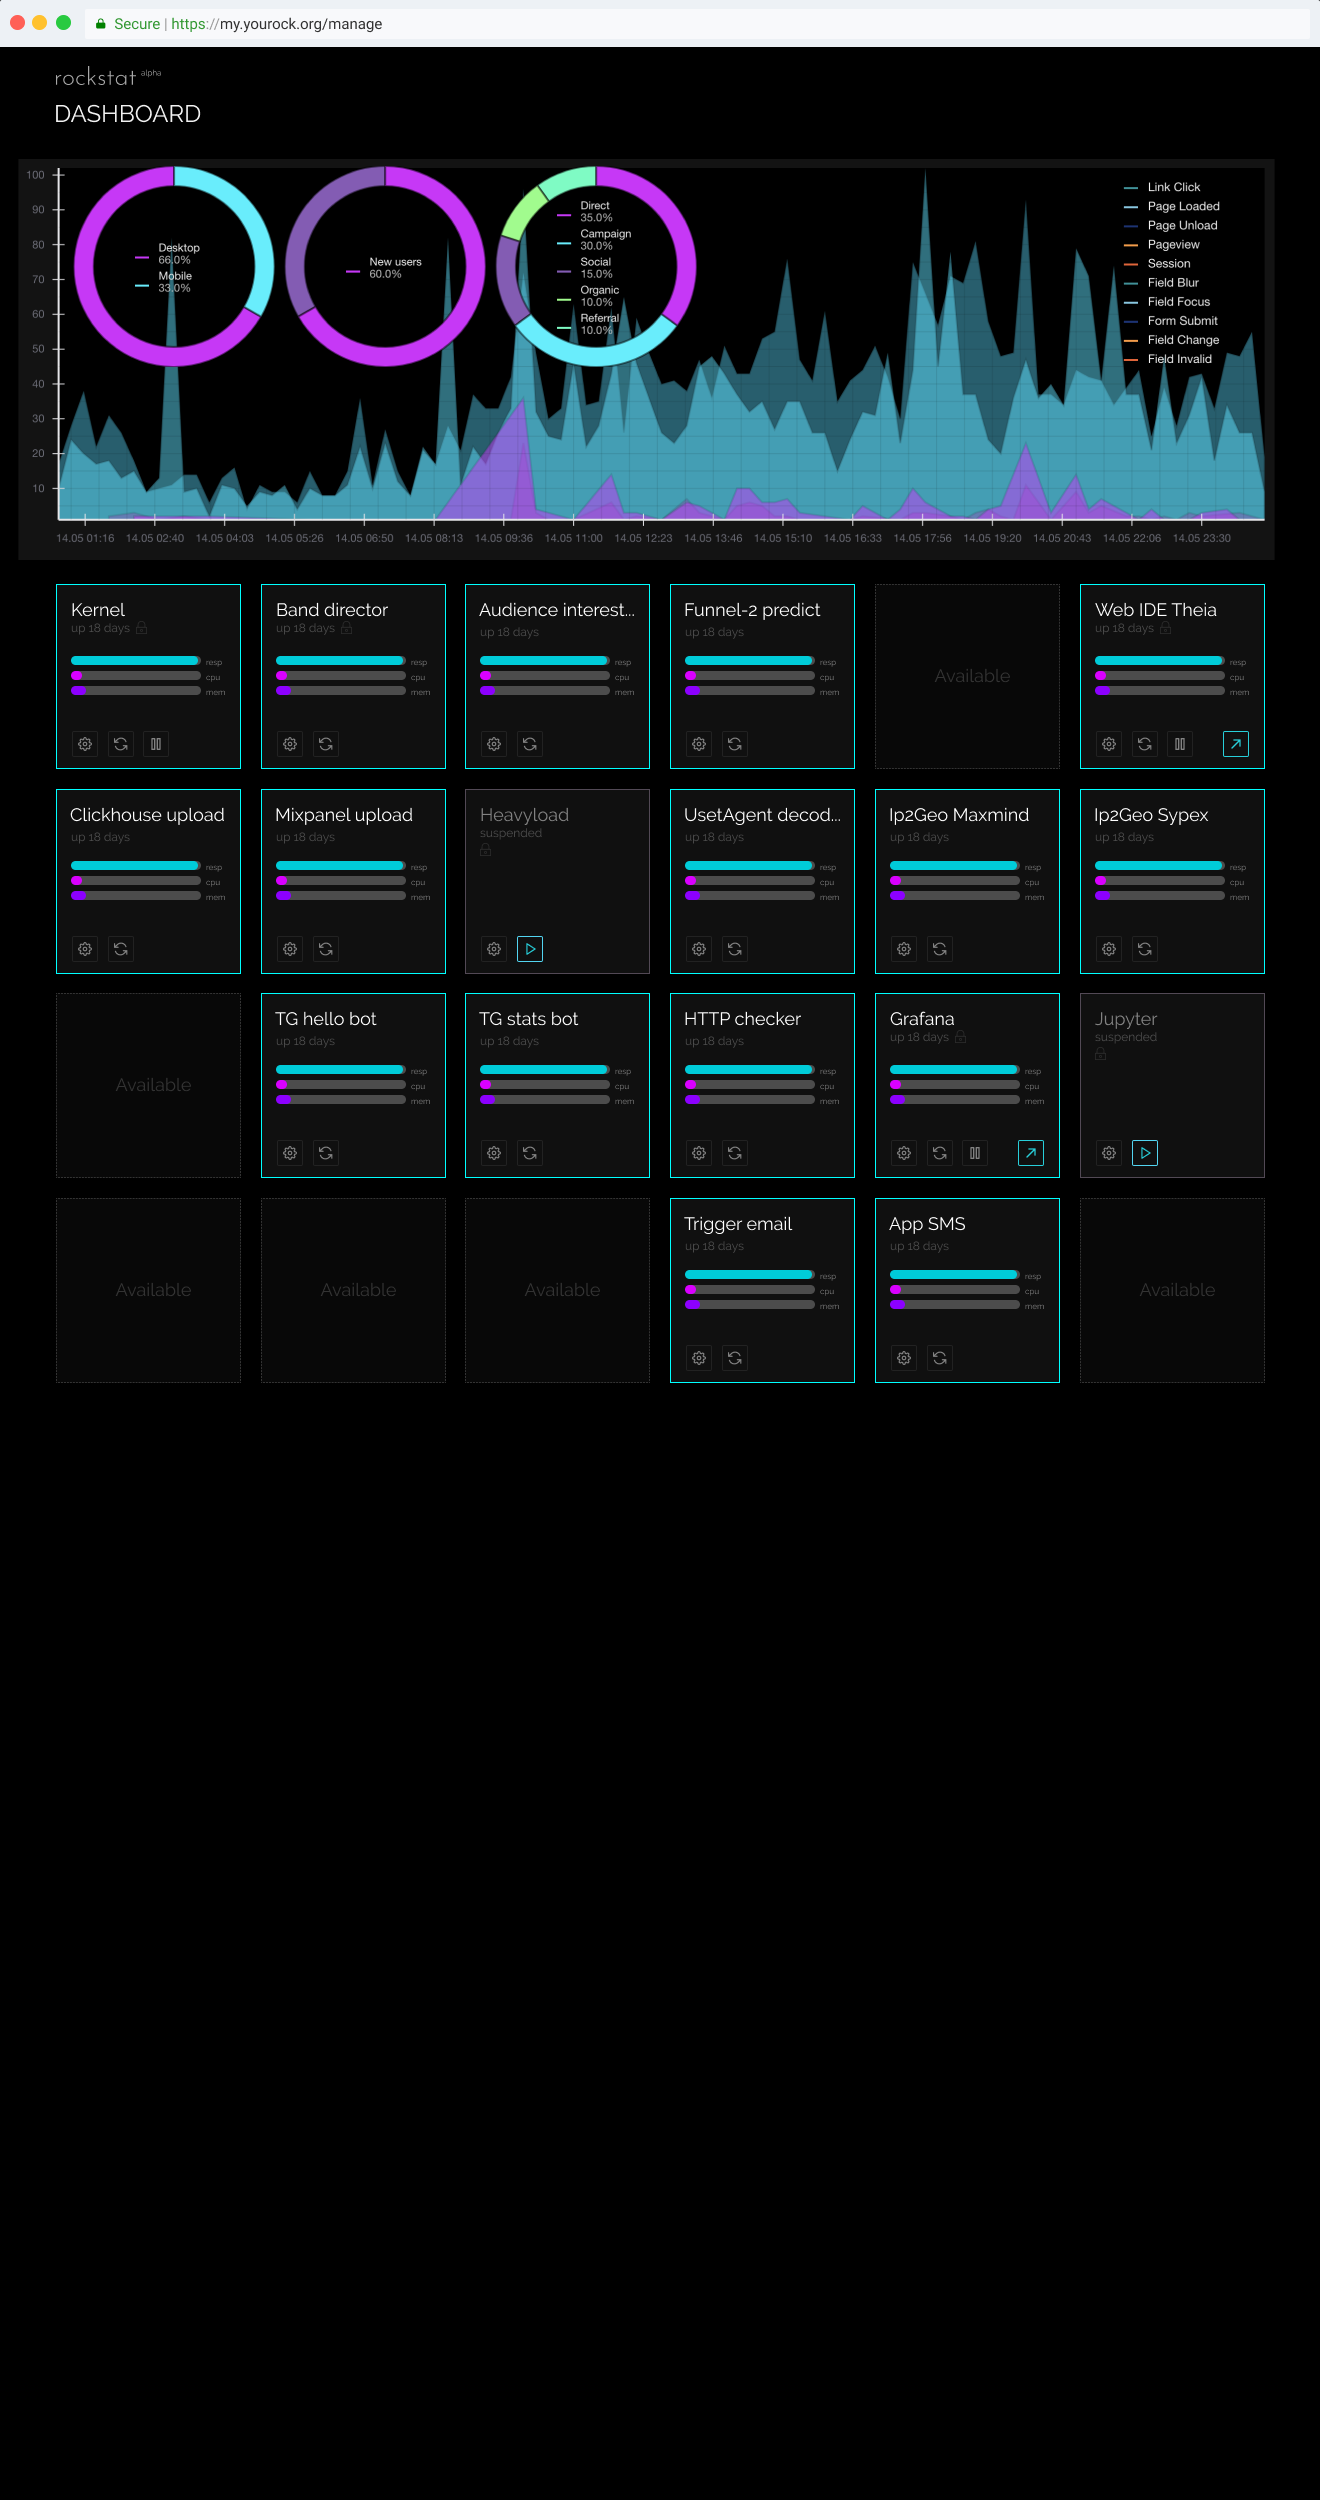 Secure | https://my.yourock.org/manage
rockstat alpha
DASHBOARD
100
90
80
70
60
50
40
30
20
10
Desktop
66.0%
Mobile
33.0%
New users
60.0%
Direct
35.0%
Campaign
30.0%
Social
15.0%
Organic
10.0%
Referral
10.0%
Link Click
Page Loaded
Page Unload
Pageview
Session
Field Blur
Field Focus
Form Submit
Field Change
Field Invalid
14.05 01:16 14.05 02:40 14.05 04:03 14.05 05:26 14.05 06:50 14.05 08:13 14.05 09:36 14.05 11:00 14.05 12:23 14.05 13:46 14.05 15:10 14.05 16:33 14.05 17:56 14.05 19:20 14.05 20:43 14.05 22:06 14.05 23:30
Kernel
up 18 days
resp
cpu
mem
Band director
up 18 days
resp
cpu
mem
Audience interest...
up 18 days
resp
cpu
mem
Funnel-2 predict
up 18 days
resp
cpu
mem
Available
Web IDE Theia
up 18 days
resp
cpu
mem
Clickhouse upload
up 18 days
resp
cpu
mem
Mixpanel upload
up 18 days
resp
cpu
mem
Heavyload
suspended
UsetAgent decod...
up 18 days
resp
cpu
mem
Ip2Geo Maxmind
up 18 days
resp
cpu
mem
Ip2Geo Sypex
up 18 days
resp
cpu
mem
Available
TG hello bot
up 18 days
resp
cpu
mem
TG stats bot
up 18 days
resp
cpu
mem
HTTP checker
up 18 days
resp
cpu
mem
Grafana
up 18 days
resp
cpu
mem
Jupyter
suspended
Available
Available
Available
Trigger email
up 18 days
resp
cpu
mem
App SMS
up 18 days
resp
cpu
mem
Available